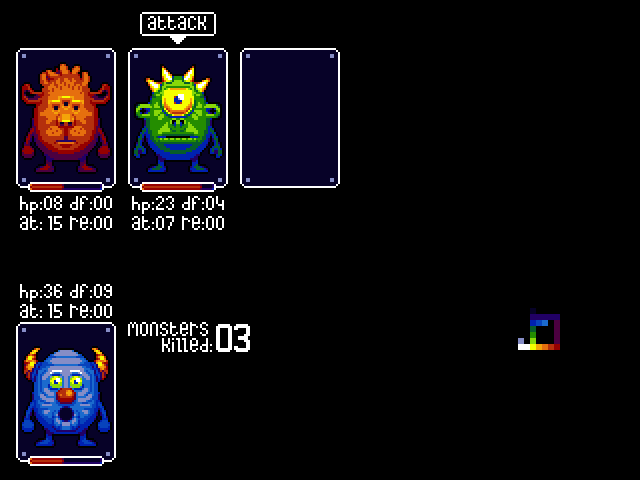 attack
hp:08 df:00 hp:23 df:04
at:15 re:00 at:07 re:00
hp:36 df:09
at:15 re:00
monsters
killed: 03